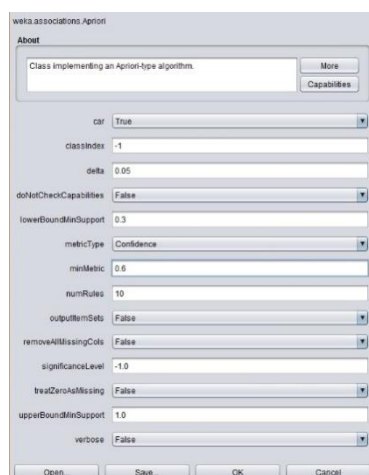 weka.associations.Apriori
About
Class implementing an Apriori-type algorithm.
More
Capabilities
car True
classIndex -1
delta 0.05
doNotCheckCapabilities False
lowerBoundMinSupport 0.3
metricType Confidence
minMetric 0.6
numRules 10
outputItemSets False
removeAllMissingCols False
significanceLevel -1.0
treatZeroAsMissing False
upperBoundMinSupport 1.0
verbose False
Open... Save... OK Cancel